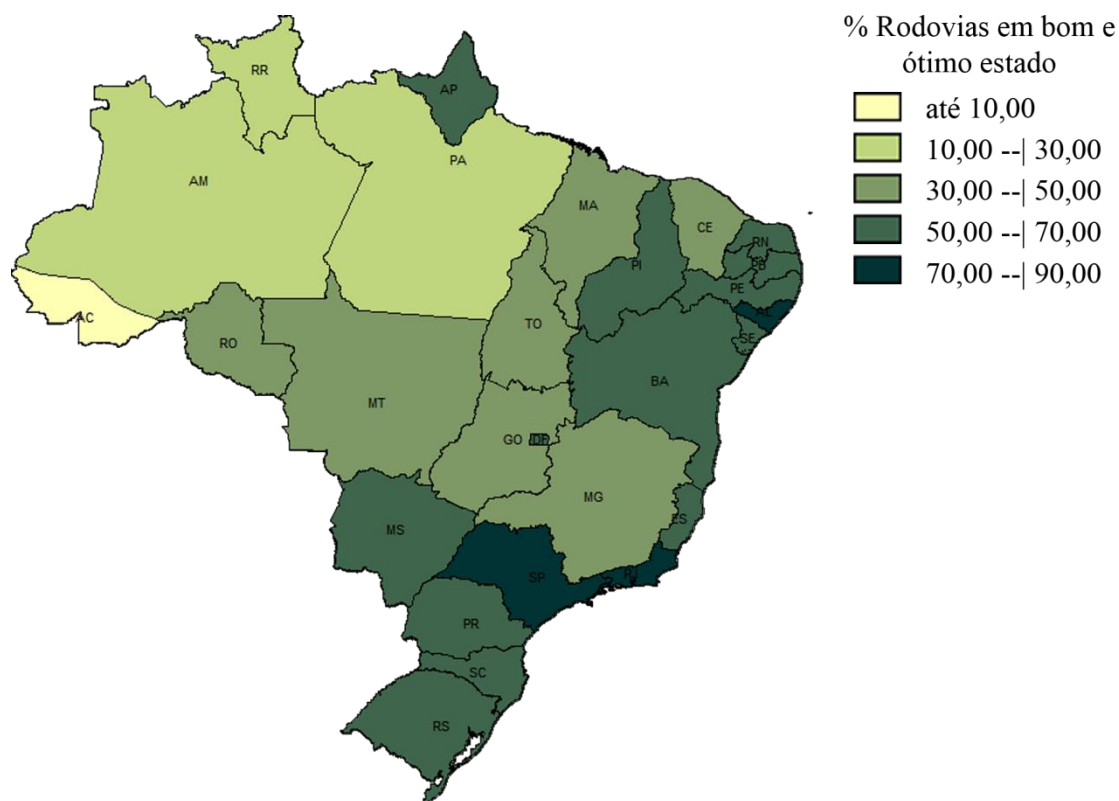 % Rodovias em bom e
ótimo estado
até 10,00
10,00 --| 30,00
30,00 --| 50,00
50,00 --| 70,00
70,00 --| 90,00
RR
AP
AM
PA
MA
CE
RN
PI
PB
PE
AC
TO
SE
RO
BA
MT
GO
DF
MG
MS
ES
SP
RJ
PR
SC
RS